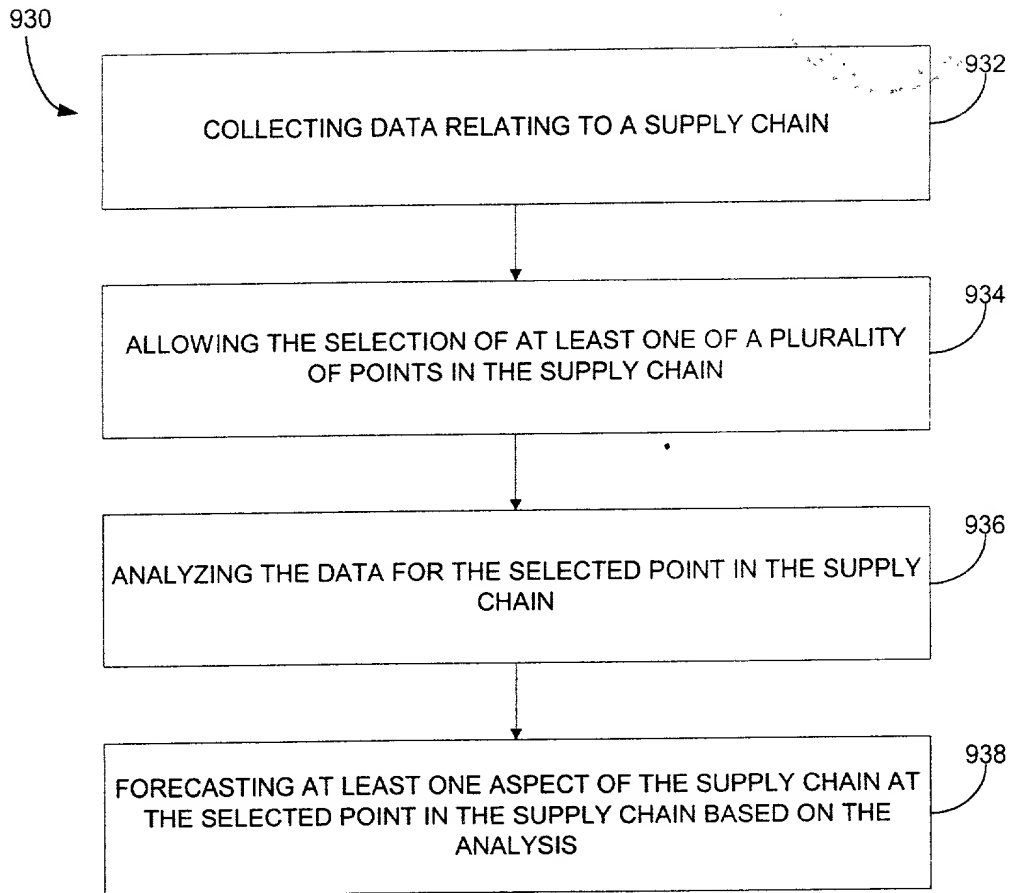 930
932
COLLECTING DATA RELATING TO A SUPPLY CHAIN
934
ALLOWING THE SELECTION OF AT LEAST ONE OF A PLURALITY
OF POINTS IN THE SUPPLY CHAIN
936
ANALYZING THE DATA FOR THE SELECTED POINT IN THE SUPPLY
CHAIN
938
FORECASTING AT LEAST ONE ASPECT OF THE SUPPLY CHAIN AT
THE SELECTED POINT IN THE SUPPLY CHAIN BASED ON THE
ANALYSIS